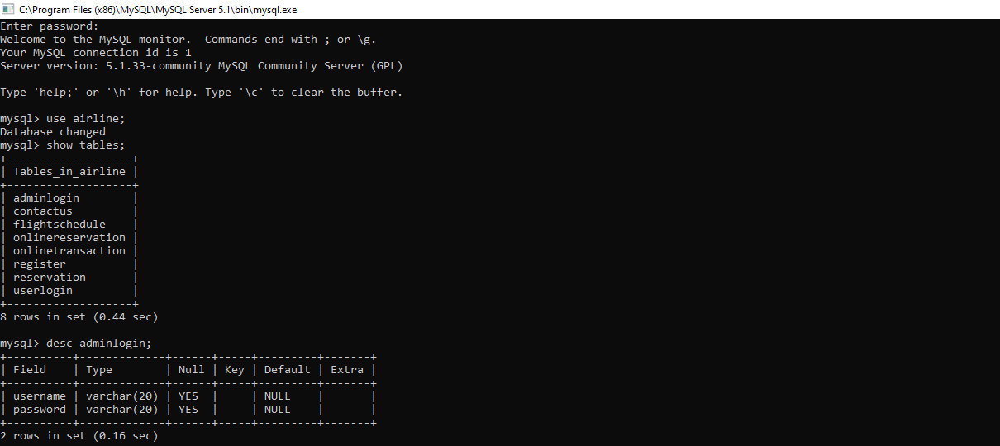 C:\Program Files (x86)\MySQL\MySQL Server 5.1\bin\mysql.exe
Enter password:
Welcome to the MySQL monitor.  Commands end with ; or \g.
Your MySQL connection id is 1
Server version: 5.1.33-community MySQL Community Server (GPL)

Type 'help;' or '\h' for help. Type '\c' to clear the buffer.

mysql> use airline;
Database changed
mysql> show tables;
+-------------------+
| Tables_in_airline |
+-------------------+
| adminlogin        |
| contactus         |
| flightschedule    |
| onlinereservation |
| onlinetransaction |
| register          |
| reservation       |
| userlogin         |
+-------------------+
8 rows in set (0.44 sec)

mysql> desc adminlogin;
+----------+-------------+------+-----+---------+-------+
| Field    | Type        | Null | Key | Default | Extra |
+----------+-------------+------+-----+---------+-------+
| username | varchar(20) | YES  |     | NULL    |       |
| password | varchar(20) | YES  |     | NULL    |       |
+----------+-------------+------+-----+---------+-------+
2 rows in set (0.16 sec)